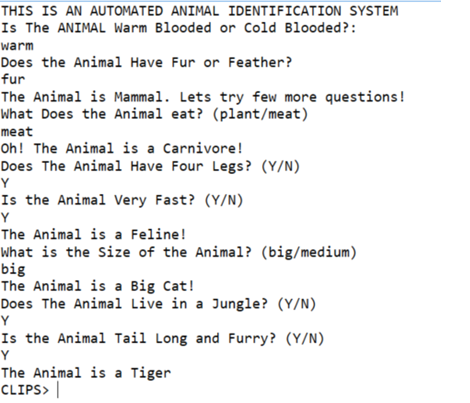 THIS IS AN AUTOMATED ANIMAL IDENTIFICATION SYSTEM
Is The ANIMAL Warm Blooded or Cold Blooded?:
warm
Does the Animal Have Fur or Feather?
fur
The Animal is Mammal. Lets try few more questions!
What Does the Animal eat? (plant/meat)
meat
Oh! The Animal is a Carnivore!
Does The Animal Have Four Legs? (Y/N)
Y
Is the Animal Very Fast? (Y/N)
Y
The Animal is a Feline!
What is the Size of the Animal? (big/medium)
big
The Animal is a Big Cat!
Does The Animal Live in a Jungle? (Y/N)
Y
Is the Animal Tail Long and Furry? (Y/N)
Y
The Animal is a Tiger
CLIPS>